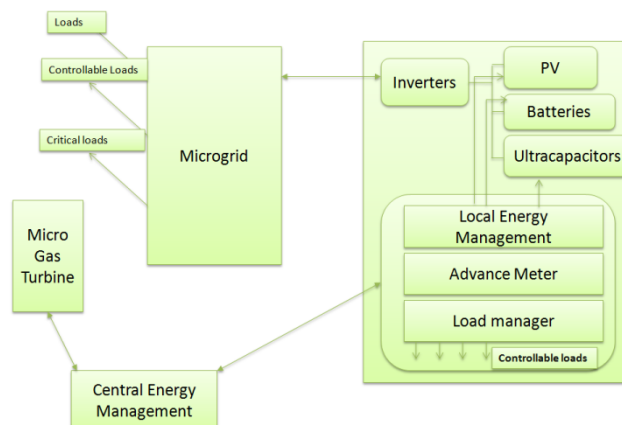 Loads
Controllable Loads
Critical loads
Microgrid
Micro
Gas
Turbine
Central Energy
Management
Inverters
PV
Batteries
Ultracapacitors
Local Energy
Management
Advance Meter
Load manager
Controllable loads